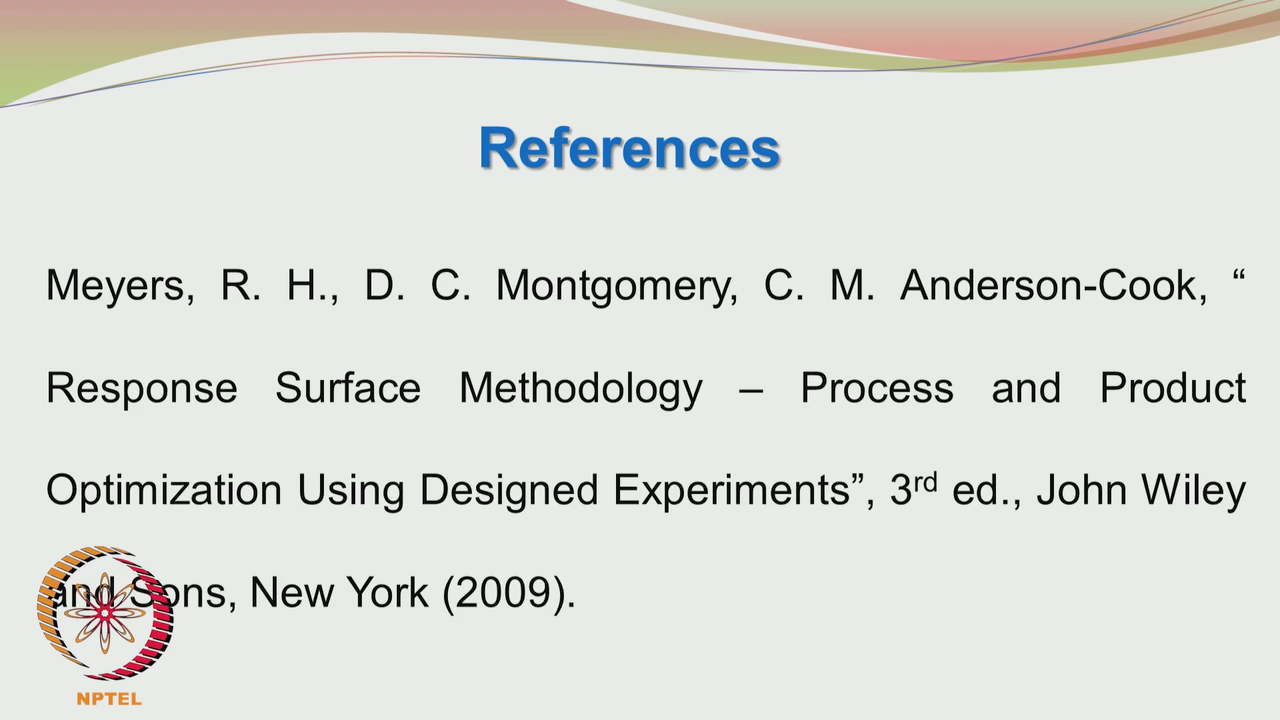 References
Meyers, R. H., D. C. Montgomery, C. M. Anderson-Cook, “
Response Surface Methodology – Process and Product
Optimization Using Designed Experiments”, 3rd ed., John Wiley
and Sons, New York (2009).
NPTEL